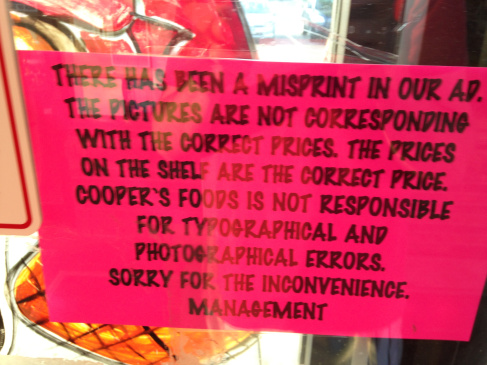 THERE HAS BEEN A MISPRINT IN OUR AD.
THE PICTURES ARE NOT CORRESPONDING
WITH THE CORRECT PRICES. THE PRICES
ON THE SHELF ARE THE CORRECT PRICE.
COOPER'S FOODS IS NOT RESPONSIBLE
FOR TYPOGRAPHICAL AND
PHOTOGRAPHICAL ERRORS.
SORRY FOR THE INCONVENIENCE.
MANAGEMENT